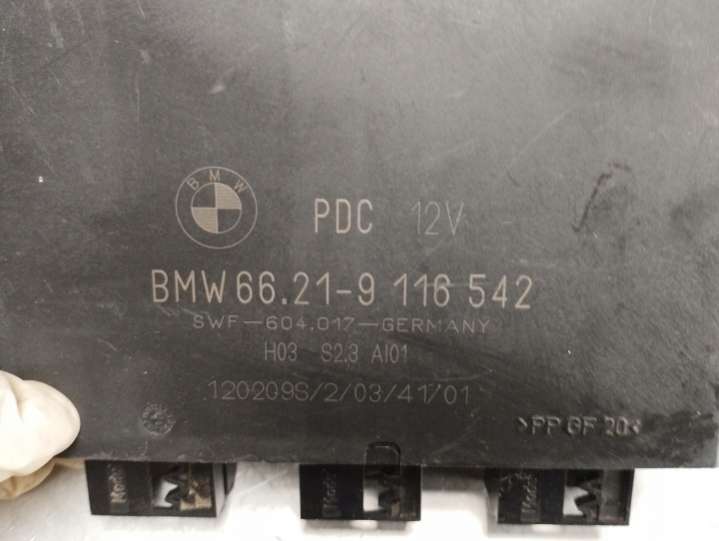 BMW
PDC 12V
BMW 66.21-9 116 542
SWF-604.017-GERMANY
H03 S2.3 AI01
120209S/2/03/41/01
>PP GF 20<